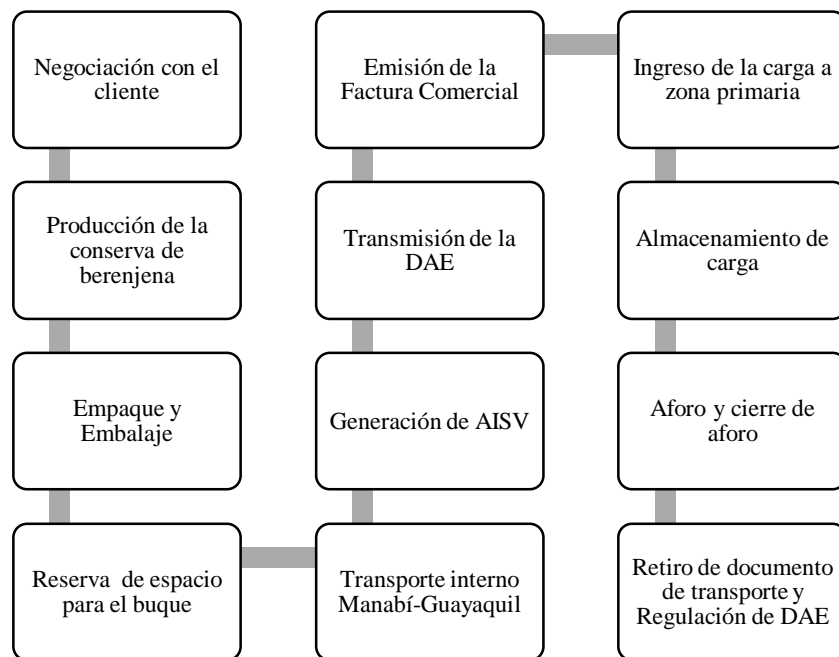 Negociación con el
cliente
Producción de la
conserva de
berenjena
Empaque y
Embalaje
Reserva de espacio
para el buque
Transporte interno
Manabí-Guayaquil
Generación de AISV
Transmisión de la
DAE
Emisión de la
Factura Comercial
Ingreso de la carga a
zona primaria
Almacenamiento de
carga
Aforo y cierre de
aforo
Retiro de documento
de transporte y
Regulación de DAE